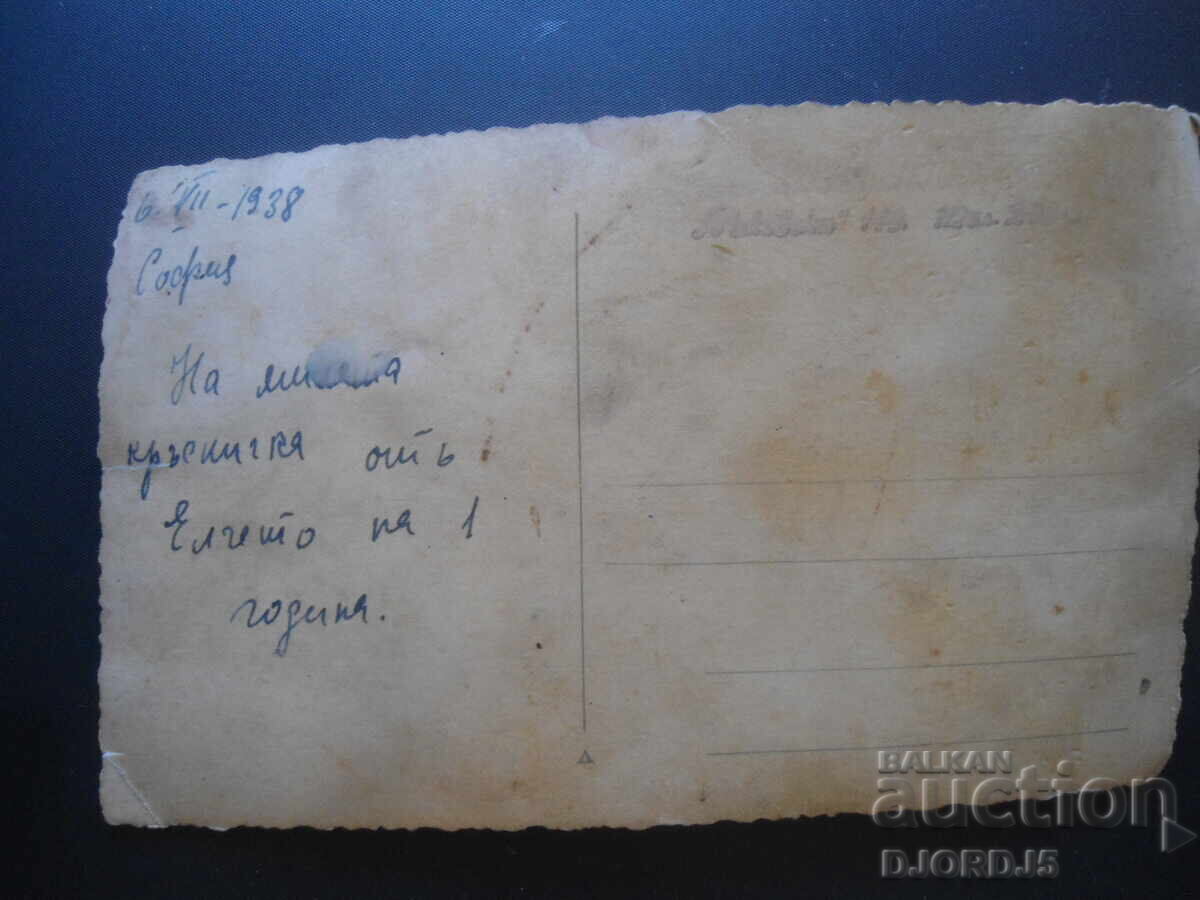 6. VII - 1938
София
На милата
кръсничка отъ
Елчето на 1
година.
BALKAN
auction
DJORDJ5